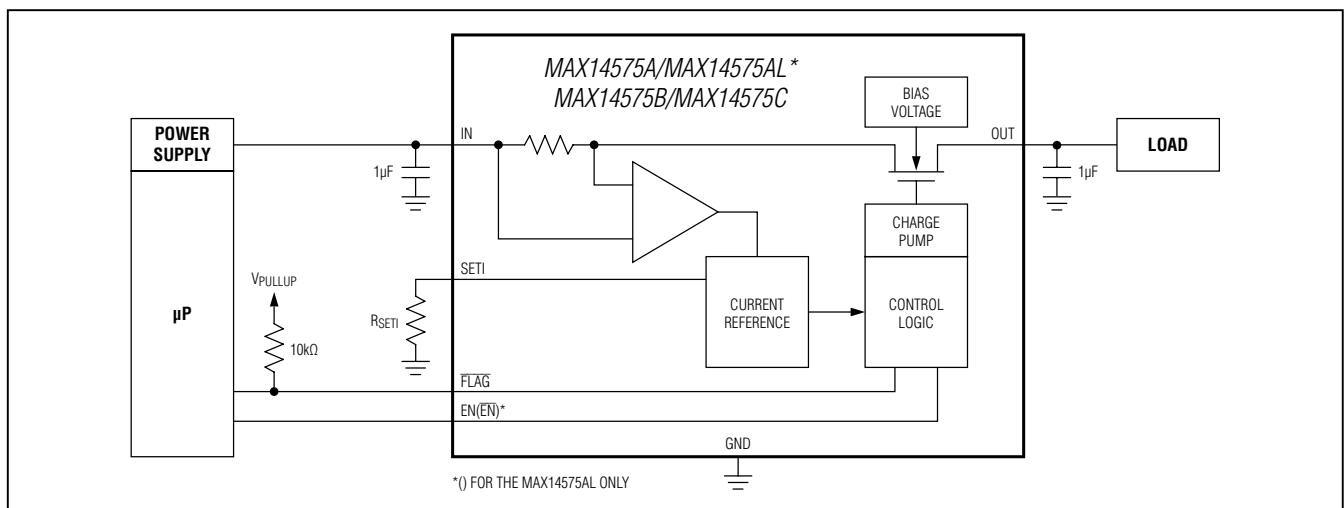 MAX14575A/MAX14575AL*
MAX14575B/MAX14575C
BIAS
VOLTAGE
POWER
SUPPLY
IN
OUT
LOAD
1µF
1µF
CHARGE
PUMP
SETI
VPULLUP
µP
RSETI
CURRENT
REFERENCE
CONTROL
LOGIC
10kΩ
FLAG
EN(EN)*
GND
*() FOR THE MAX14575AL ONLY